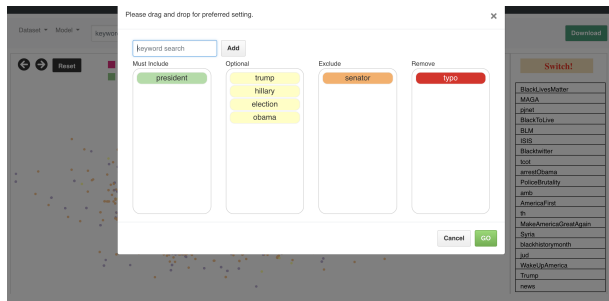 Please drag and drop for preferred setting.
×
Dataset
Model
keyword
Download
keyword search
Add
Reset
Switch!
Must Include
Optional
Exclude
Remove
president
trump
senator
typo
hillary
election
obama
BlackLivesMatter
MAGA
pjnet
BlackToLive
BLM
ISIS
Blacktwitter
tcot
arrestObama
PoliceBrutality
amb
AmericaFirst
th
MakeAmericaGreatAgain
Syria
blackhistorymonth
jud
WakeUpAmerica
Trump
news
Cancel
GO